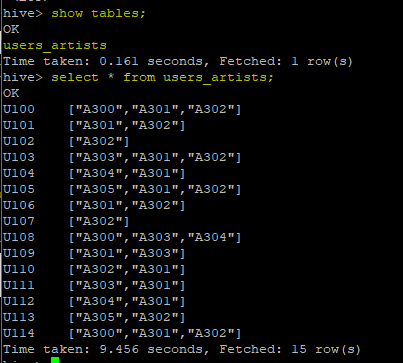 hive> show tables;
OK
users_artists
Time taken: 0.161 seconds, Fetched: 1 row(s)
hive> select * from users_artists;
OK
U100 ["A300","A301","A302"]
U101 ["A301","A302"]
U102 ["A302"]
U103 ["A303","A301","A302"]
U104 ["A304","A301"]
U105 ["A305","A301","A302"]
U106 ["A301","A302"]
U107 ["A302"]
U108 ["A300","A303","A304"]
U109 ["A301","A303"]
U110 ["A302","A301"]
U111 ["A303","A301"]
U112 ["A304","A301"]
U113 ["A305","A302"]
U114 ["A300","A301","A302"]
Time taken: 9.456 seconds, Fetched: 15 row(s)